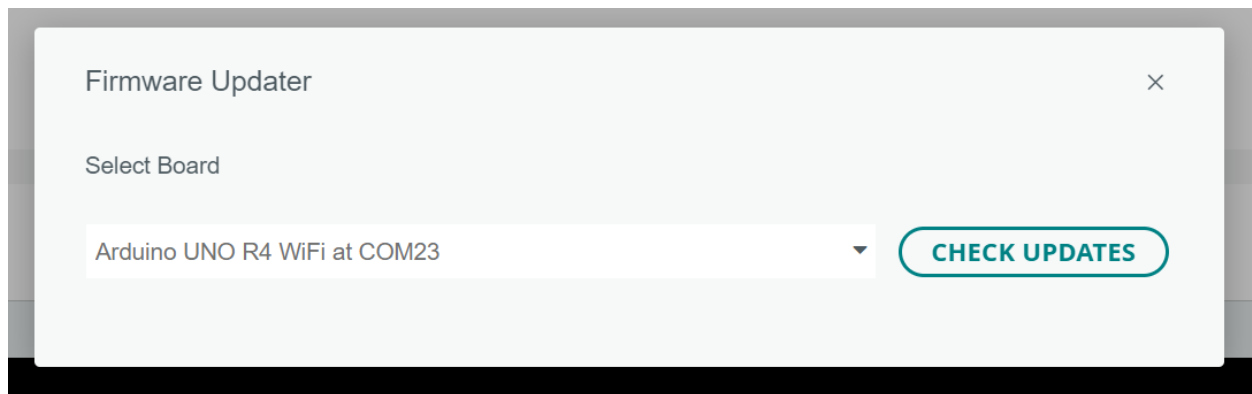 Firmware Updater
Select Board
Arduino UNO R4 WiFi at COM23
CHECK UPDATES